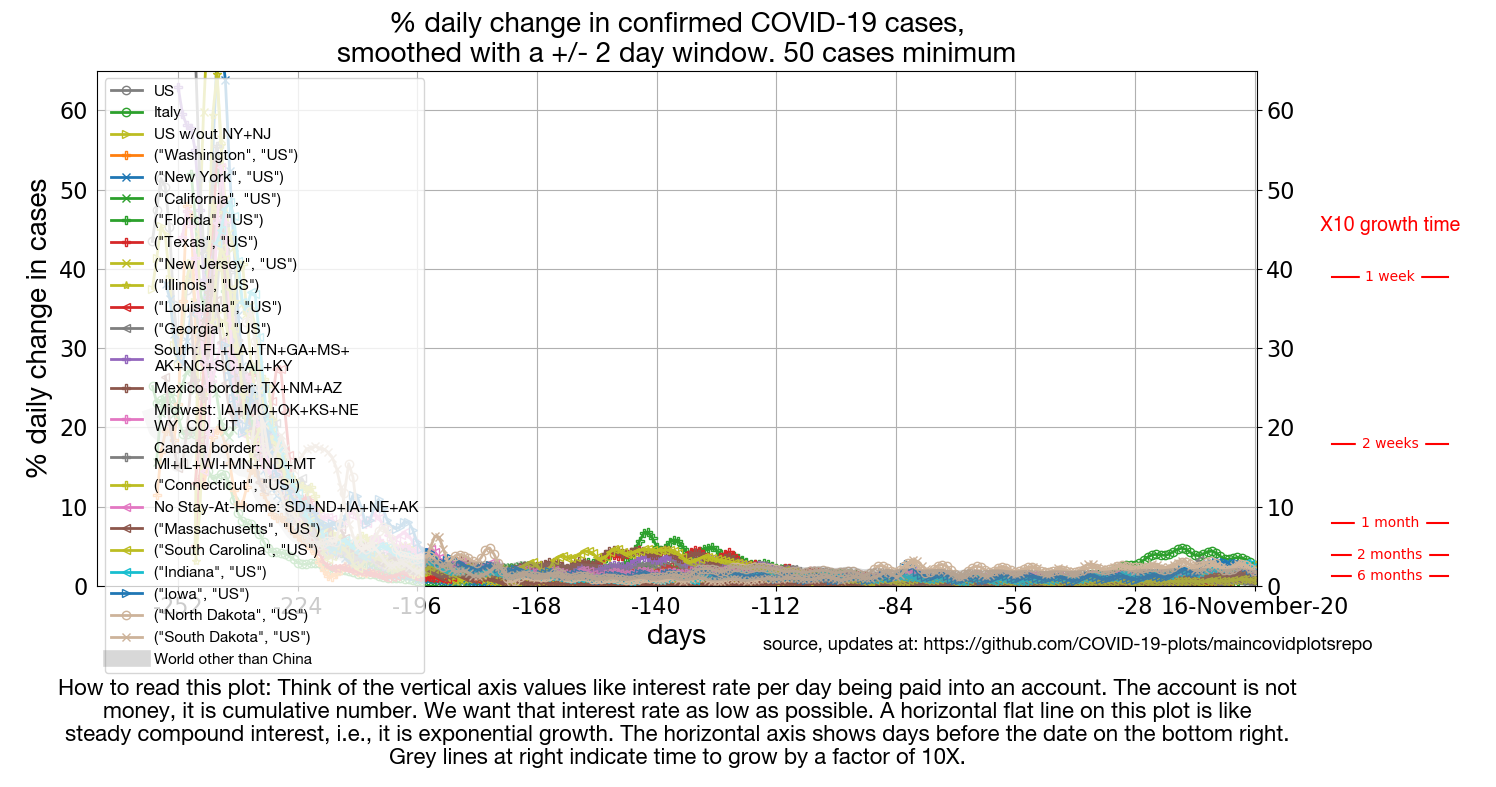 % daily change in confirmed COVID-19 cases,
smoothed with a +/- 2 day window. 50 cases minimum
% daily change in cases
60
50
40
30
20
10
0
US
Italy
US w/out NY+NJ
("Washington", "US")
("New York", "US")
("California", "US")
("Florida", "US")
("Texas", "US")
("New Jersey", "US")
("Illinois", "US")
("Louisiana", "US")
("Georgia", "US")
South: FL+LA+TN+GA+MS+
AK+NC+SC+AL+KY
Mexico border: TX+NM+AZ
Midwest: IA+MO+OK+KS+NE
WY, CO, UT
Canada border:
MI+IL+WI+MN+ND+MT
("Connecticut", "US")
No Stay-At-Home: SD+ND+IA+NE+AK
("Massachusetts", "US")
("South Carolina", "US")
("Indiana", "US")
("Iowa", "US")
("North Dakota", "US")
("South Dakota", "US")
World other than China
60
50
40
30
20
10
0
X10 growth time
1 week
2 weeks
1 month
2 months
6 months
-252 -224 -196 -168 -140 -112 -84 -56 -28 16-November-20
days
source, updates at: https://github.com/COVID-19-plots/maincovidplotsrepo
How to read this plot: Think of the vertical axis values like interest rate per day being paid into an account. The account is not
money, it is cumulative number. We want that interest rate as low as possible. A horizontal flat line on this plot is like
steady compound interest, i.e., it is exponential growth. The horizontal axis shows days before the date on the bottom right.
Grey lines at right indicate time to grow by a factor of 10X.